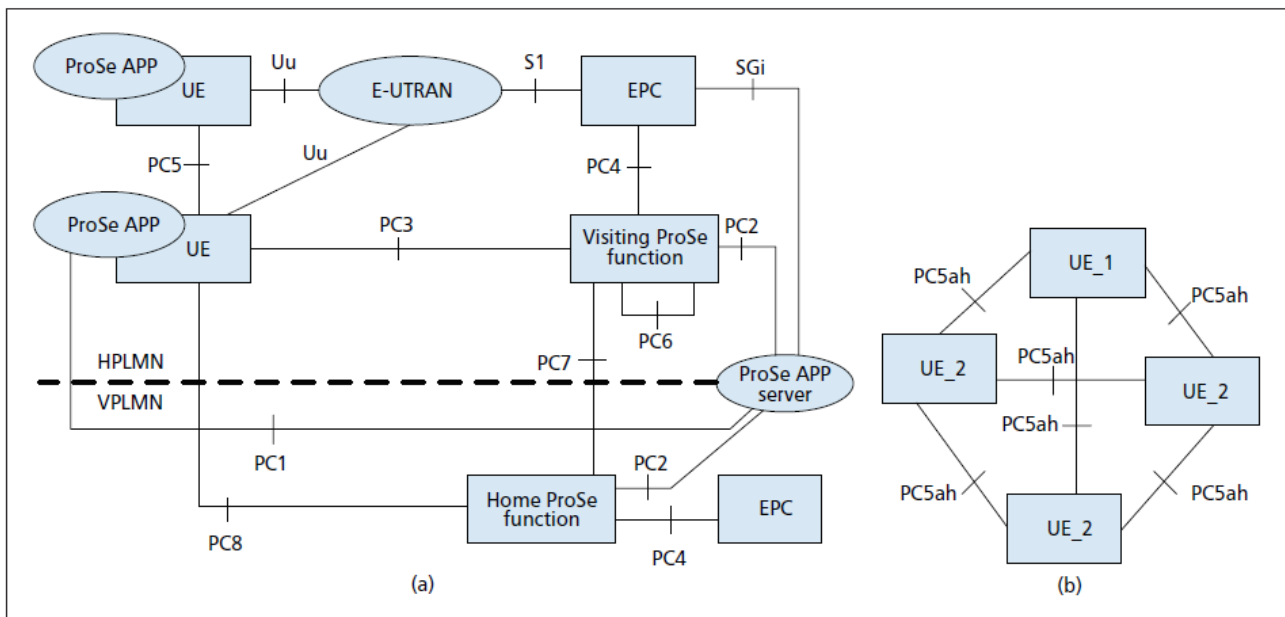 ProSe APP
UE
Uu
E-UTRAN
S1
EPC
SGi
PC5
Uu
PC4
ProSe APP
UE
PC3
Visiting ProSe
function
PC2
PC6
HPLMN
VPLMN
PC7
ProSe APP
server
PC1
PC2
Home ProSe
function
EPC
PC8
PC4
(a)
UE_1
PC5ah
PC5ah
PC5ah
UE_2
UE_2
PC5ah
PC5ah
PC5ah
UE_2
(b)